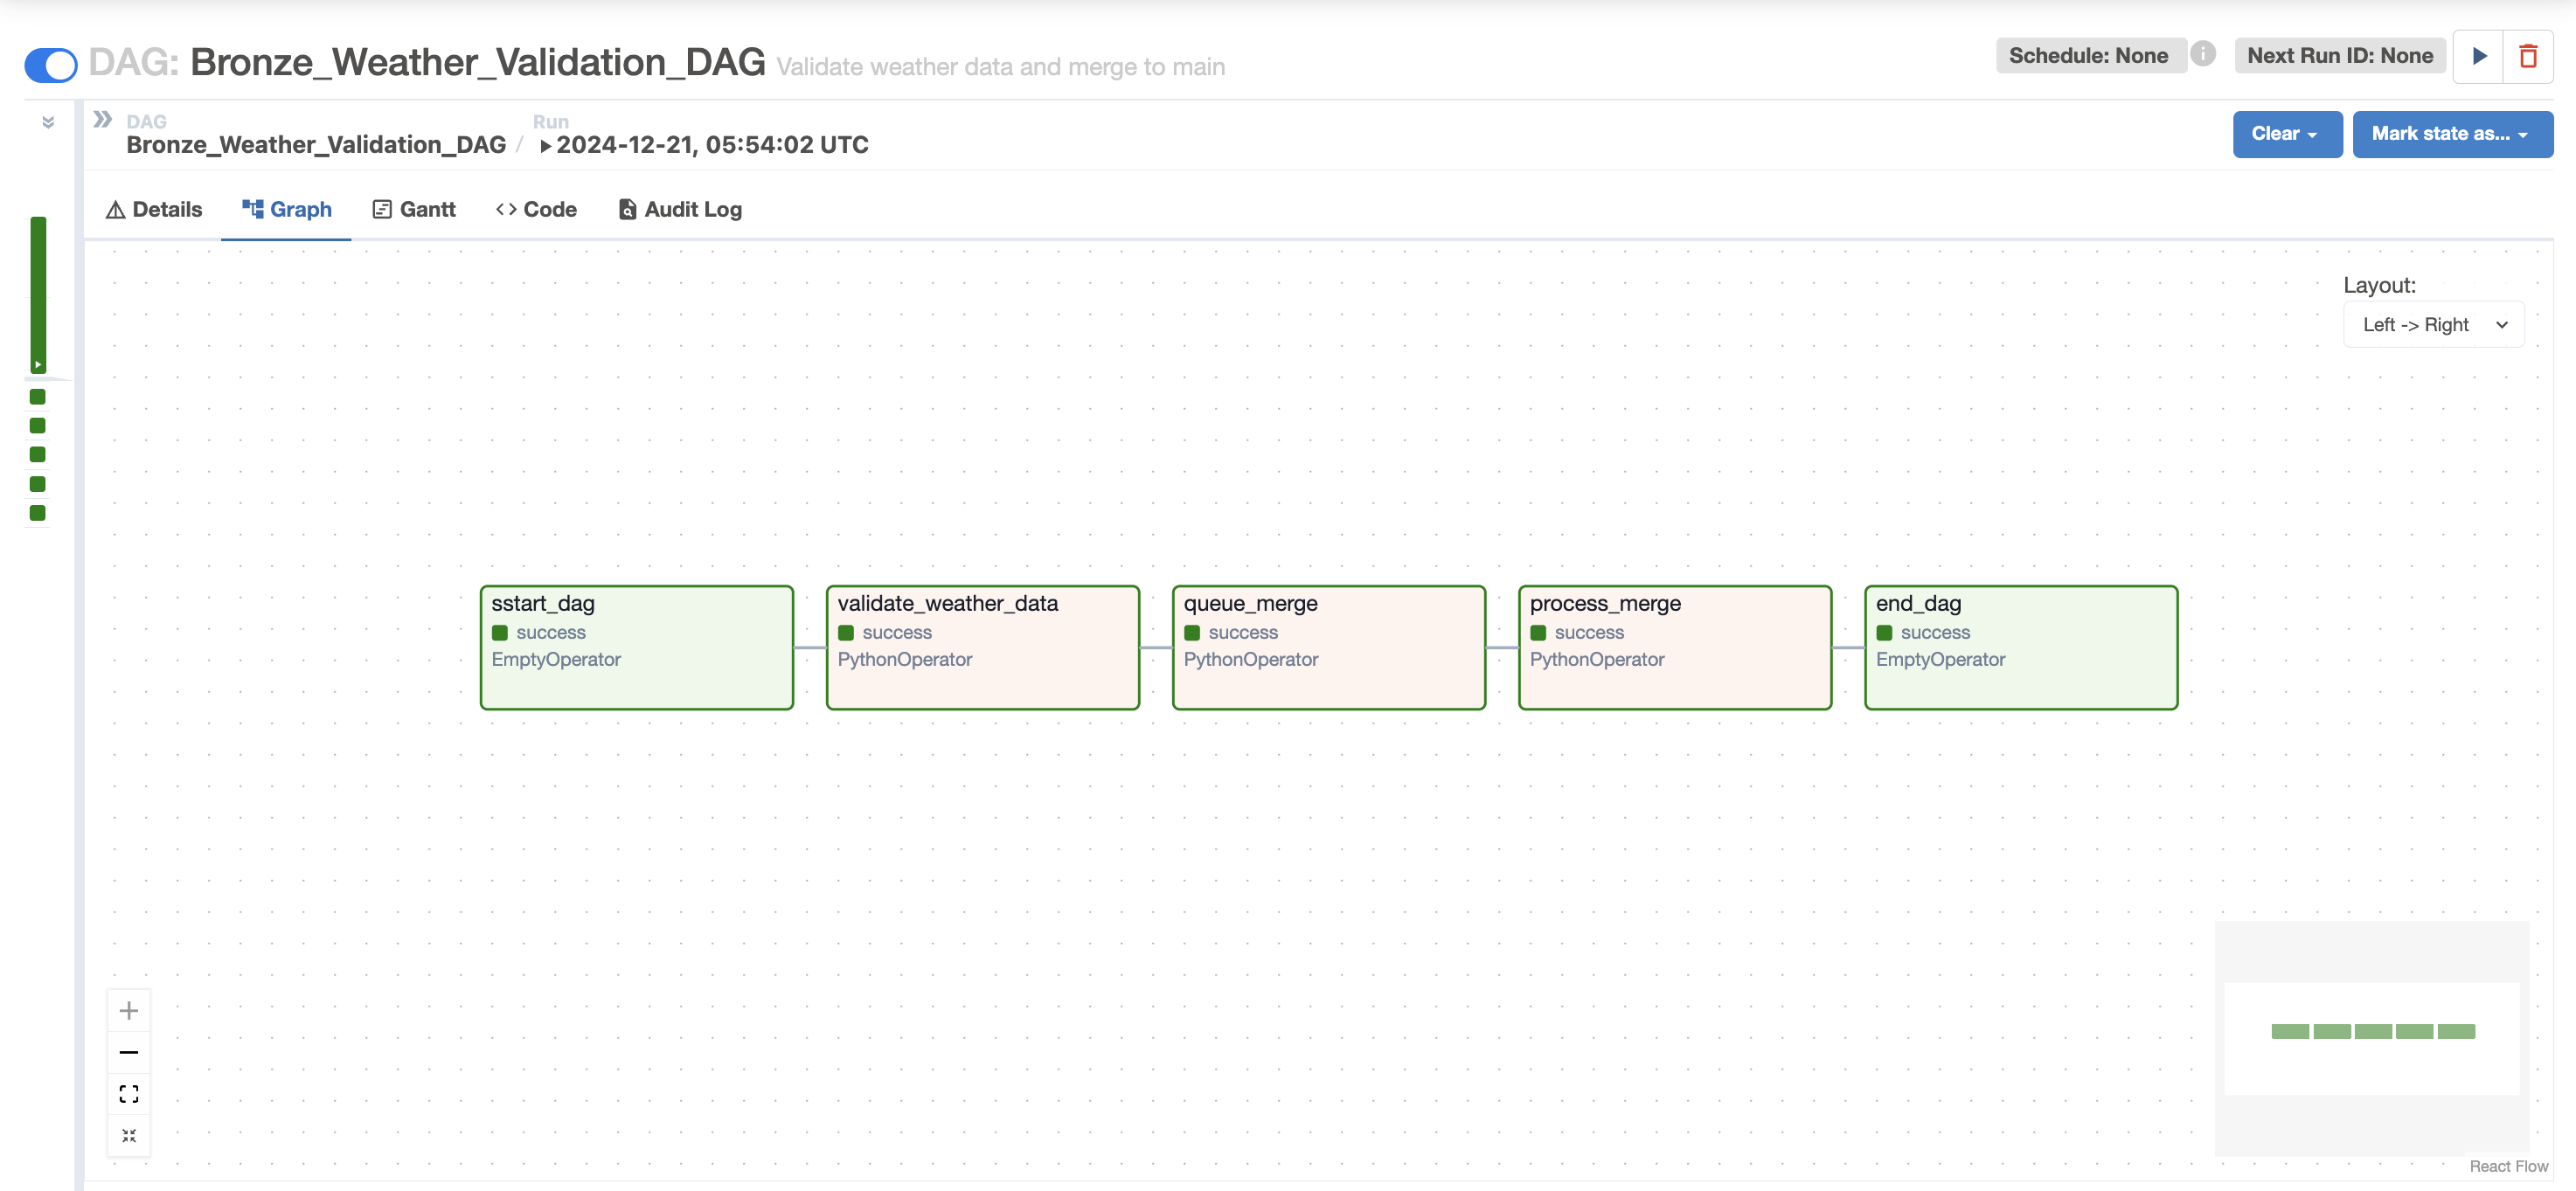 DAG: Bronze_Weather_Validation_DAG Validate weather data and merge to main
Schedule: None
Next Run ID: None
DAG
Bronze_Weather_Validation_DAG /
Run
2024-12-21, 05:54:02 UTC
Clear
Mark state as...
Details
Graph
Gantt
Code
Audit Log
Layout:
Left -> Right
sstart_dag
success
EmptyOperator
validate_weather_data
success
PythonOperator
queue_merge
success
PythonOperator
process_merge
success
PythonOperator
end_dag
success
EmptyOperator
React Flow